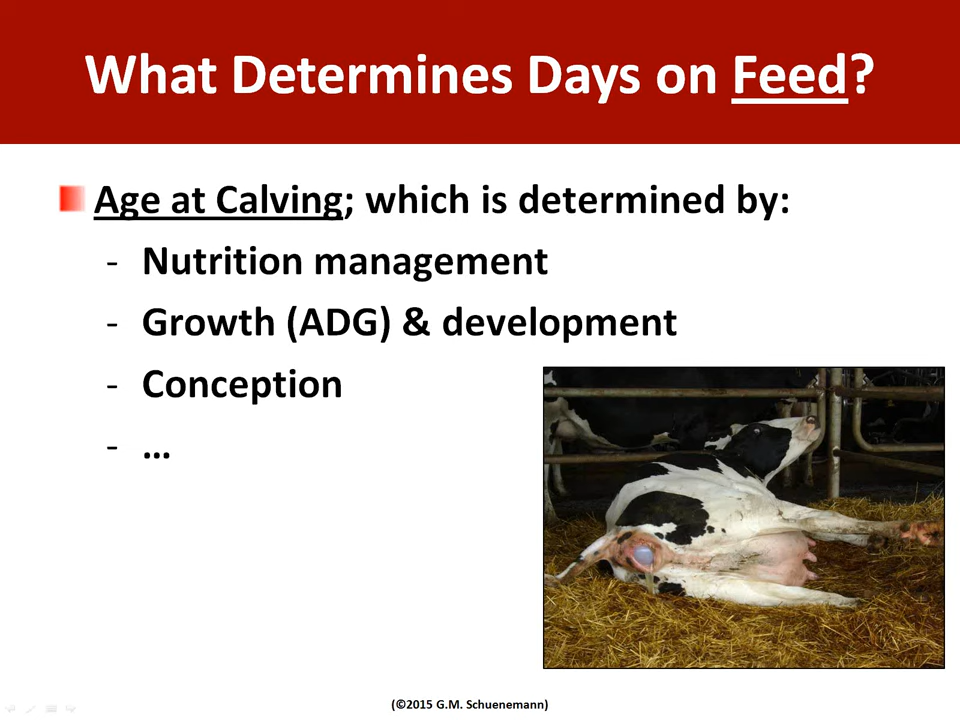 What Determines Days on Feed?
Age at Calving; which is determined by:
- Nutrition management
- Growth (ADG) & development
- Conception
- ...
(©2015 G.M. Schuenemann)